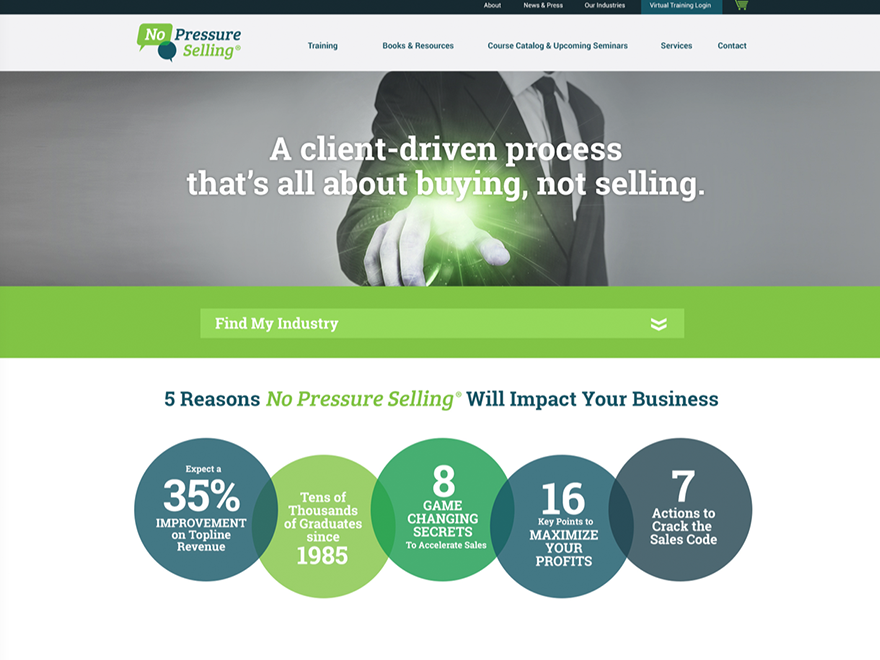 About News & Press Our Industries Virtual Training Login
No Pressure
Selling®
Training Books & Resources Course Catalog & Upcoming Seminars Services Contact
A client-driven process
that's all about buying, not selling.
Find My Industry
5 Reasons No Pressure Selling® Will Impact Your Business
Expect a
35%
IMPROVEMENT
on Topline
Revenue
Tens of
Thousands
of Graduates
since
1985
8
GAME
CHANGING
SECRETS
To Accelerate Sales
16
Key Points to
MAXIMIZE
YOUR
PROFITS
7
Actions to
Crack the
Sales Code